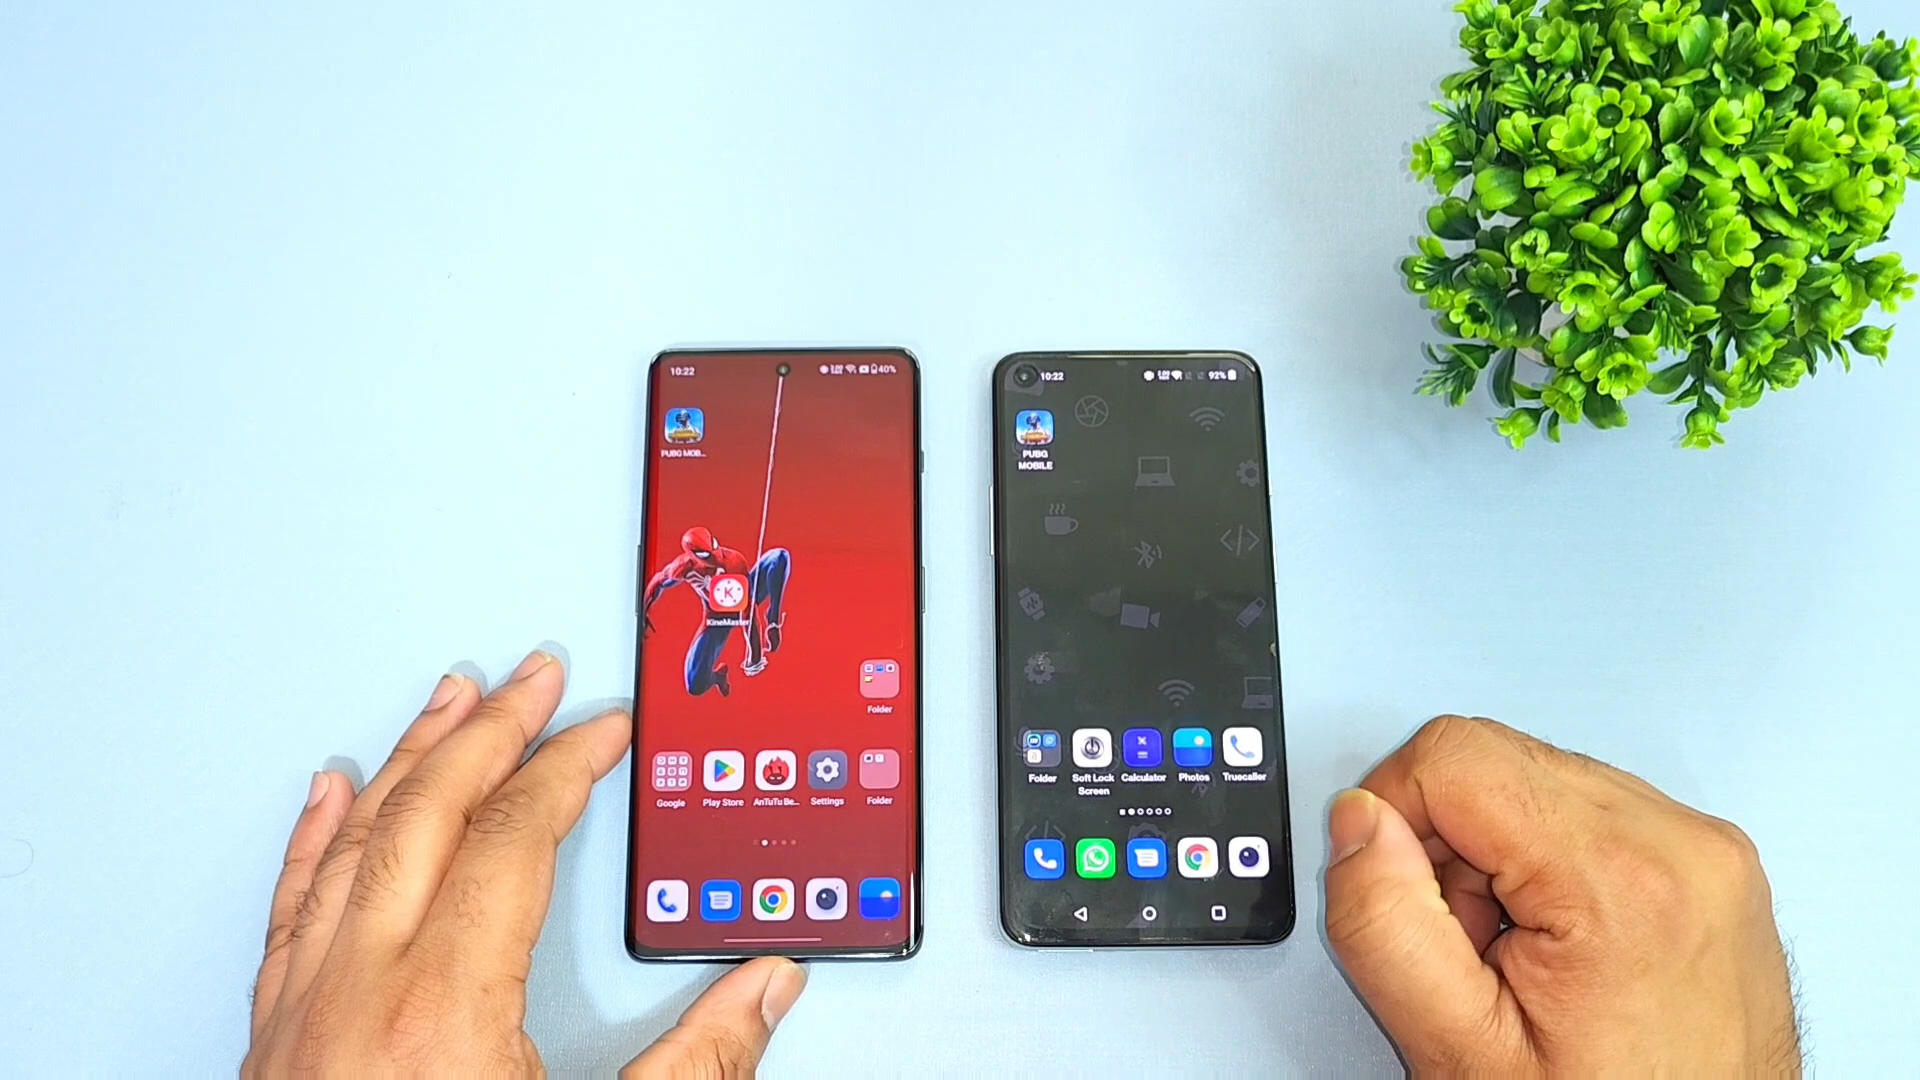 10:22
40%
PUBG MOB...
KineMaster
Folder
Google
Play Store
AnTuTu Be...
Settings
Folder
10:22
92%
PUBG
MOBILE
Folder
Soft Lock
Screen
Calculator
Photos
Truecaller